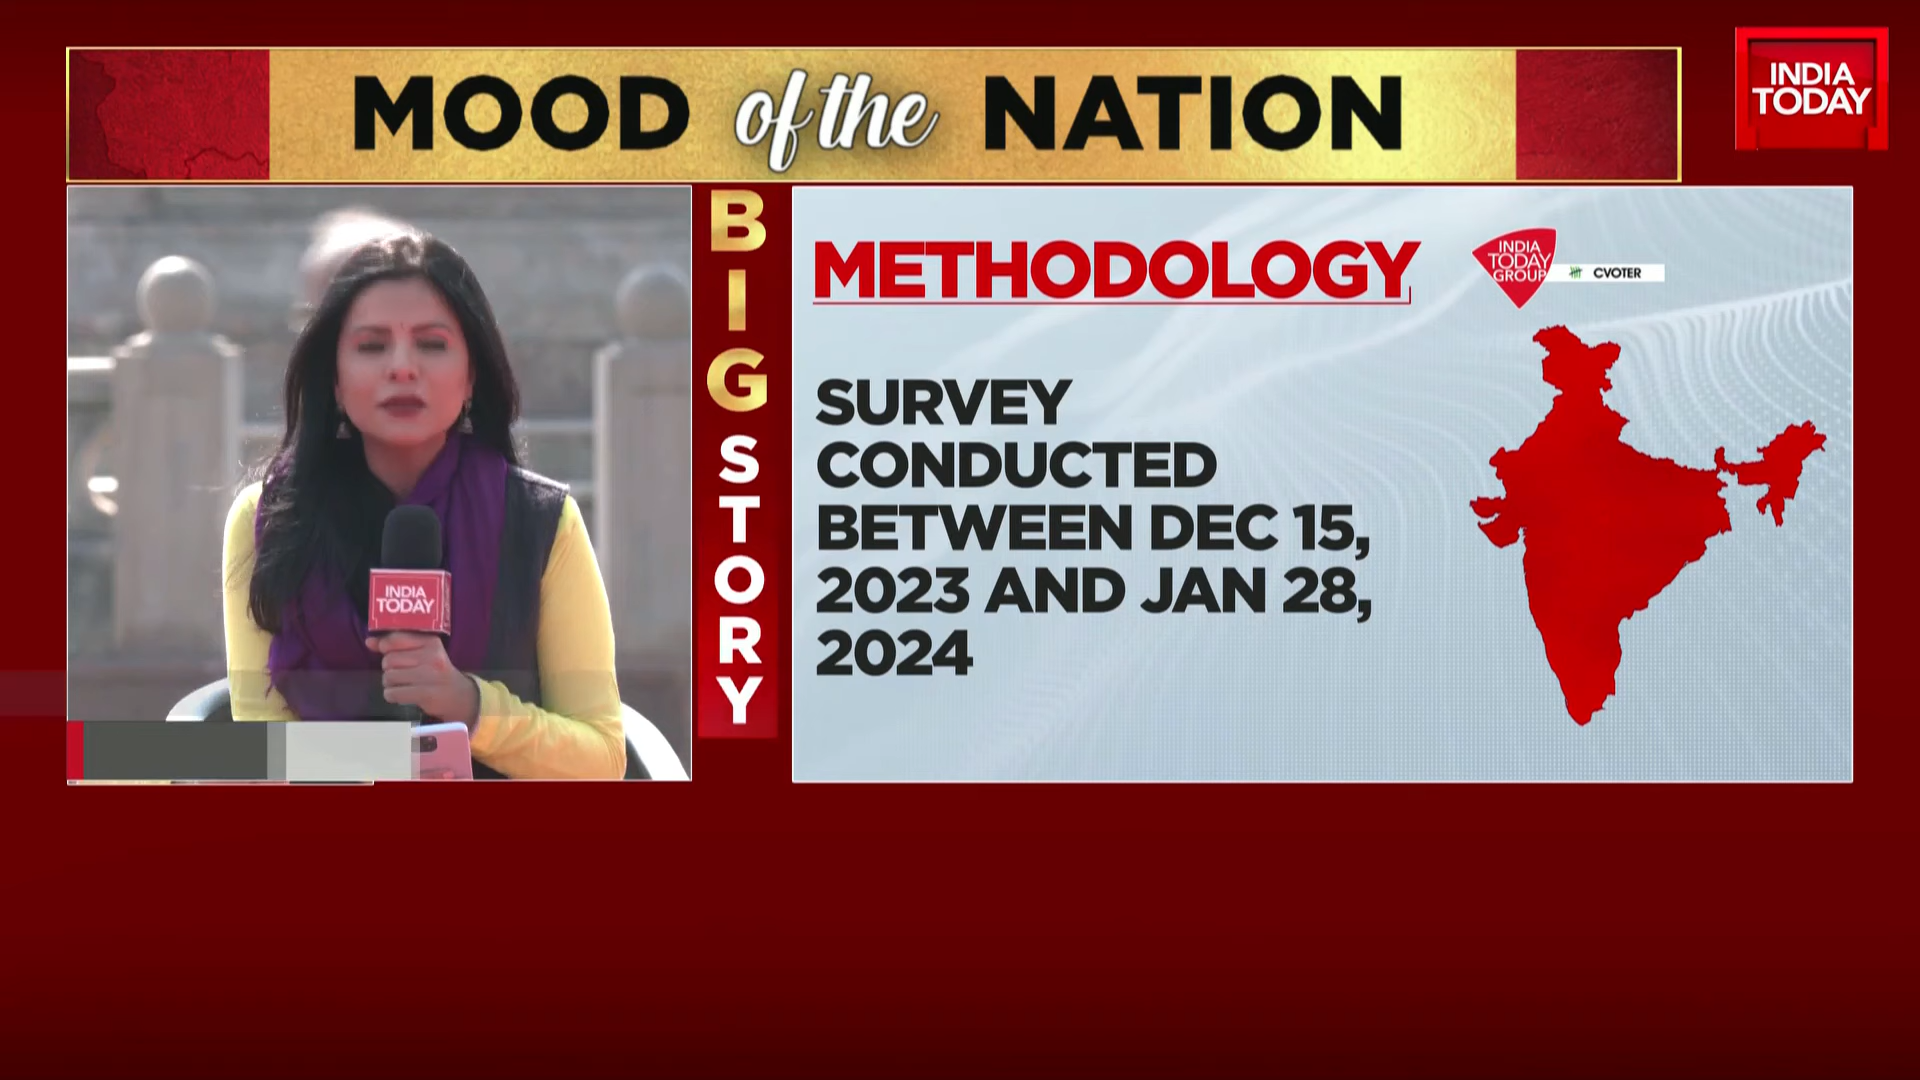 MOOD of the NATION
INDIA
TODAY
BIG
STORY
METHODOLOGY
INDIA
TODAY
GROUP
CVOTER
SURVEY
CONDUCTED
BETWEEN DEC 15,
2023 AND JAN 28,
2024
INDIA
TODAY